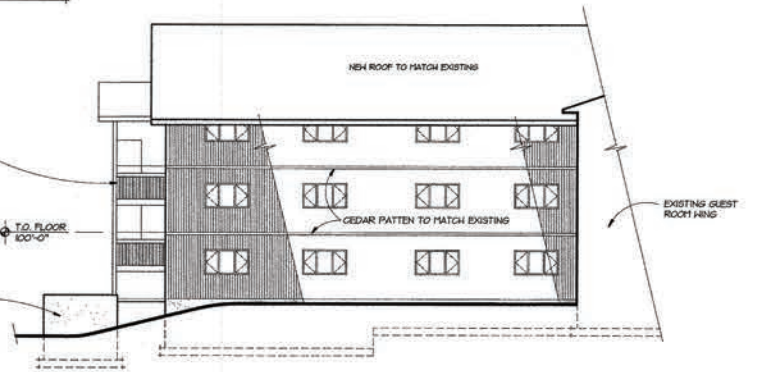 NEW ROOF TO MATCH EXISTING
CEDAR PATTEN TO MATCH EXISTING
T.O. FLOOR
100'-0"
EXISTING GUEST
ROOM WING